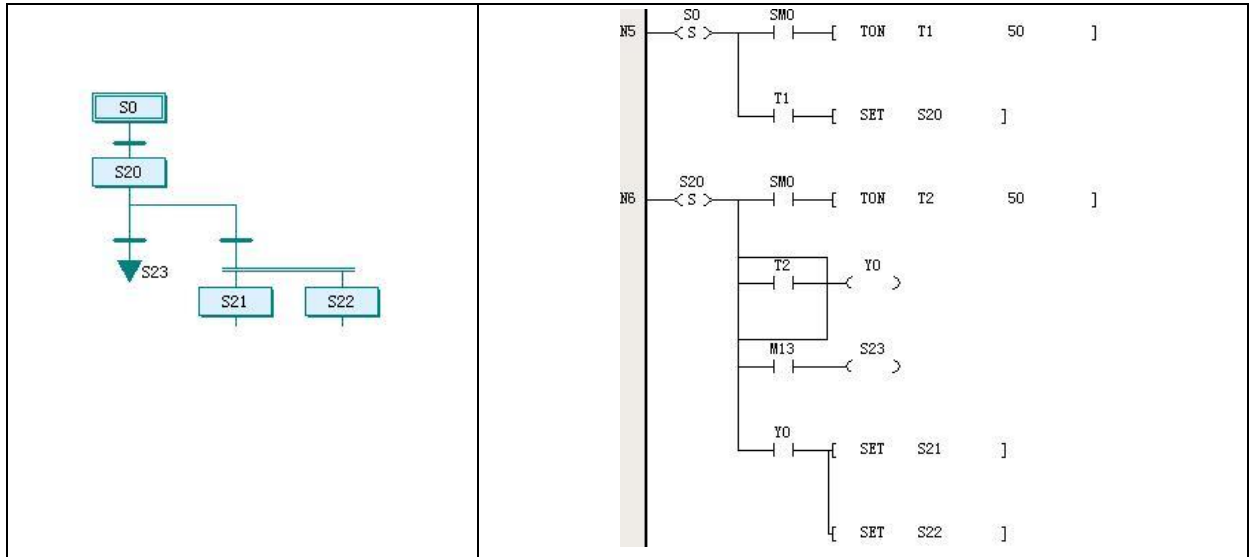 S0
S20
S23
S21 S22
S0 SM0
N5 S TON T1 50
T1
SET S20
S20 SM0
N6 S TON T2 50
T2 Y0
M13 S23
Y0
SET S21
SET S22